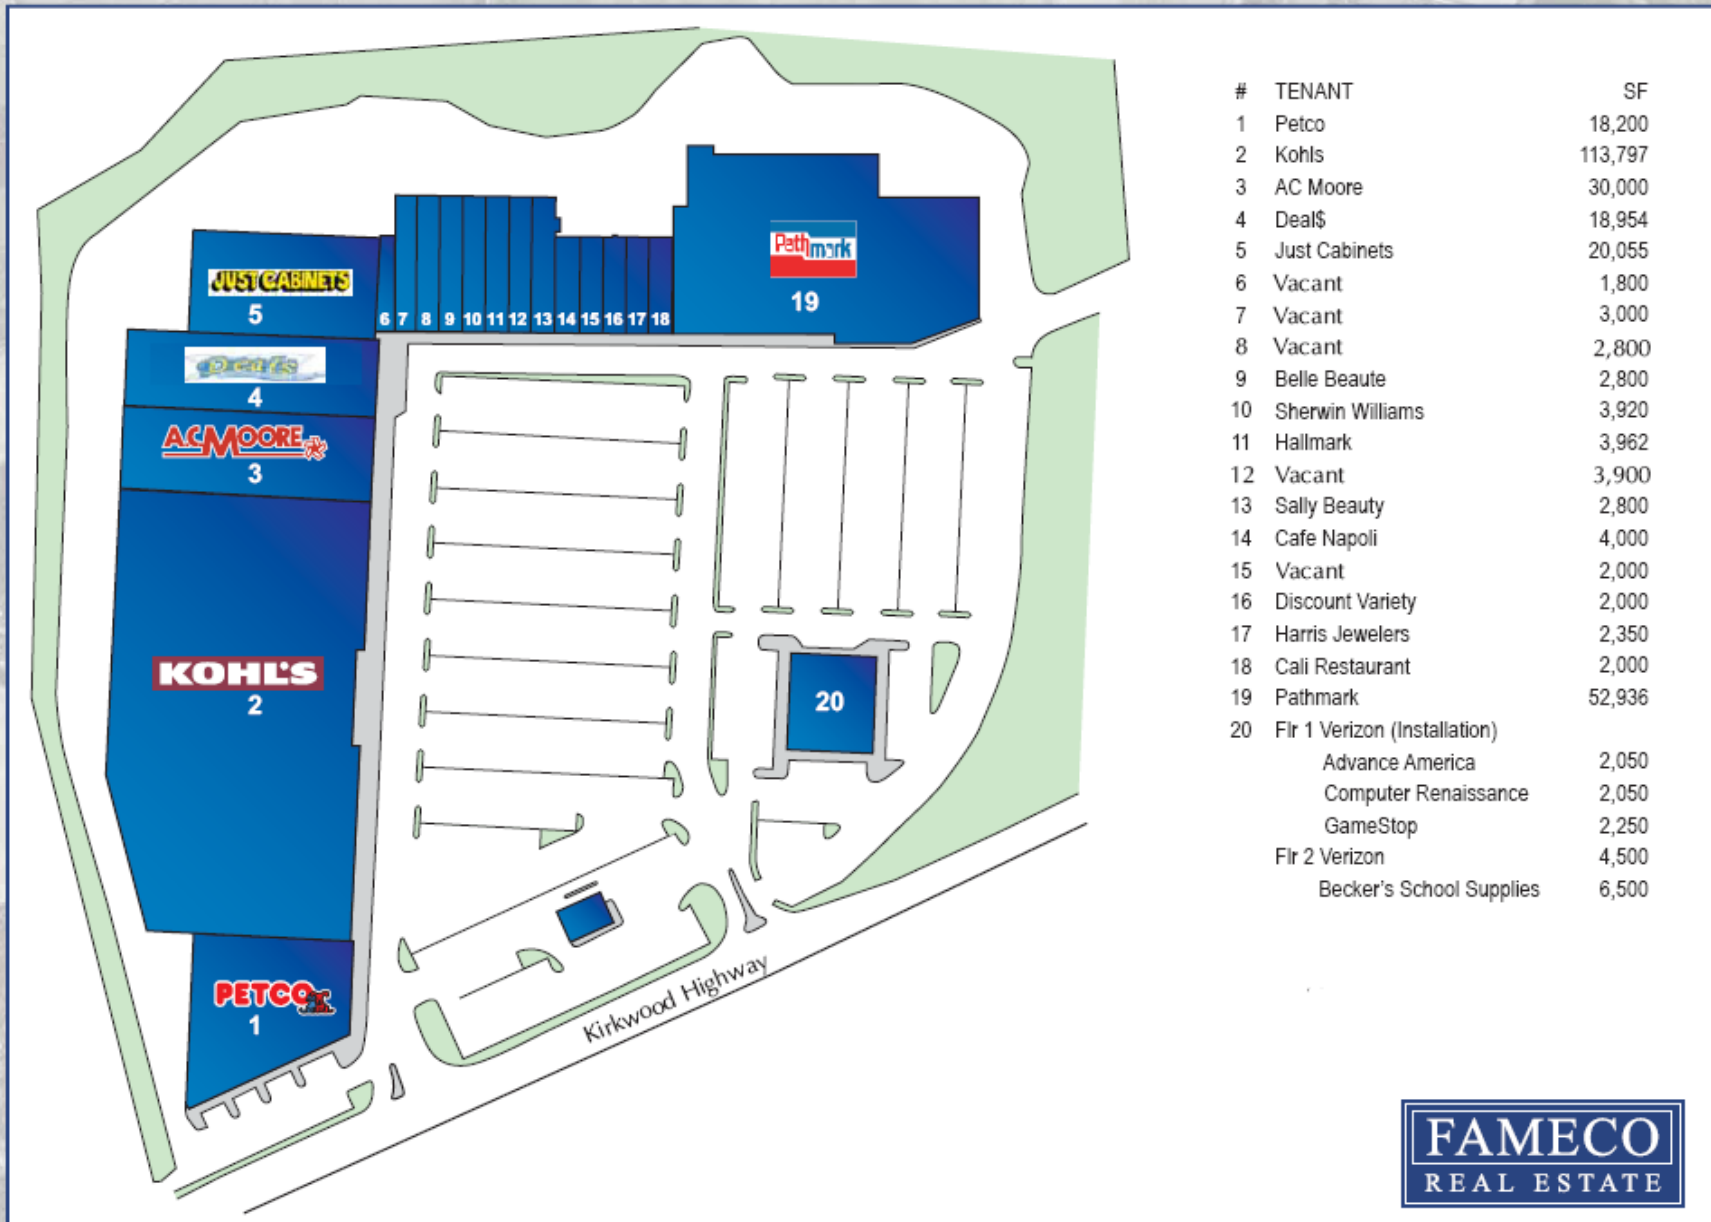 # TENANT SF
1 Petco 18,200
2 Kohls 113,797
3 AC Moore 30,000
4 Deal$ 18,954
5 Just Cabinets 20,055
6 Vacant 1,800
7 Vacant 3,000
8 Vacant 2,800
9 Belle Beaute 2,800
10 Sherwin Williams 3,920
11 Hallmark 3,962
12 Vacant 3,900
13 Sally Beauty 2,800
14 Cafe Napoli 4,000
15 Vacant 2,000
16 Discount Variety 2,000
17 Harris Jewelers 2,350
18 Cali Restaurant 2,000
19 Pathmark 52,936
20 Flr 1 Verizon (Installation)
Advance America 2,050
Computer Renaissance 2,050
GameStop 2,250
Flr 2 Verizon 4,500
Becker's School Supplies 6,500
Pathmark
19
JUST CABINETS
5
6 7 8 9 10 11 12 13 14 15 16 17 18
Deals
4
A.C. MOORE
3
KOHL'S
2
20
PETCO
1
Kirkwood Highway
FAMECO
REAL ESTATE